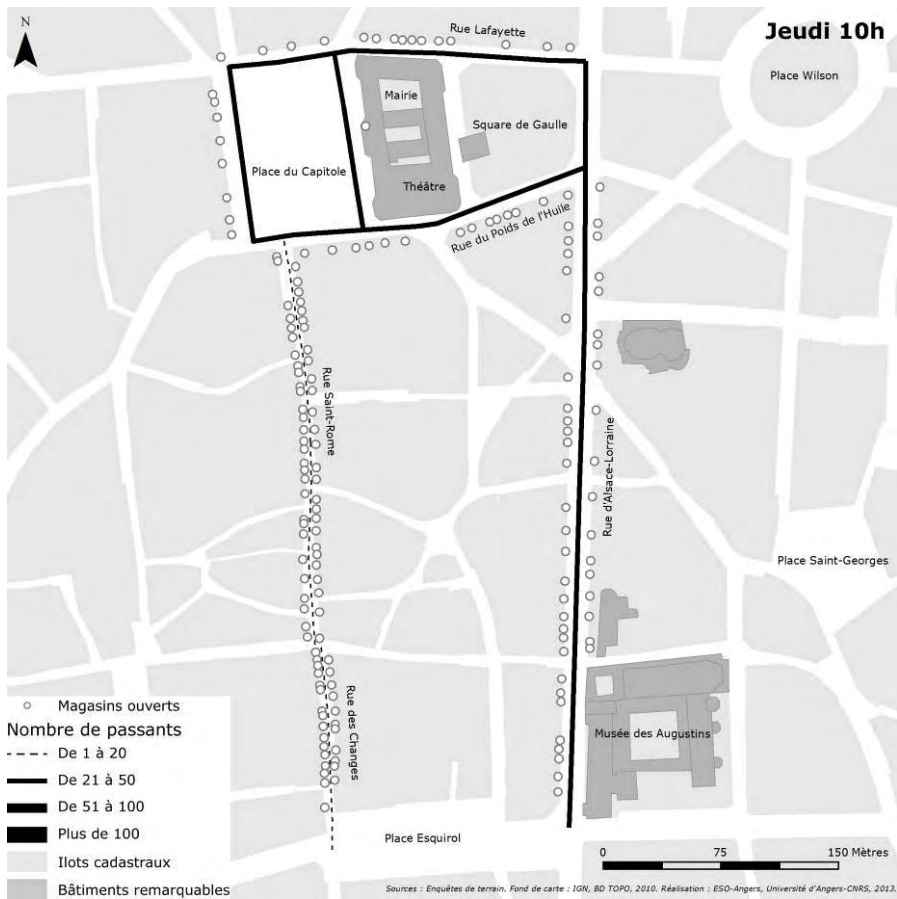 N
Rue Lafayette
Jeudi 10h
Place Wilson
Mairie
Square de Gaulle
Place du Capitole
Théâtre
Rue du Poids de l'Huile
Rue Saint-Rome
Rue d'Alsace-Lorraine
Place Saint-Georges
Rue des Changes
Musée des Augustins
Place Esquirol
Magasins ouverts
Nombre de passants
De 1 à 20
De 21 à 50
De 51 à 100
Plus de 100
Ilots cadastraux
Bâtiments remarquables
0 75 150 Mètres
Sources : Enquêtes de terrain. Fond de carte : IGN, BD TOPO, 2010. Réalisation : ESO-Angers, Université d'Angers-CNRS, 2013.